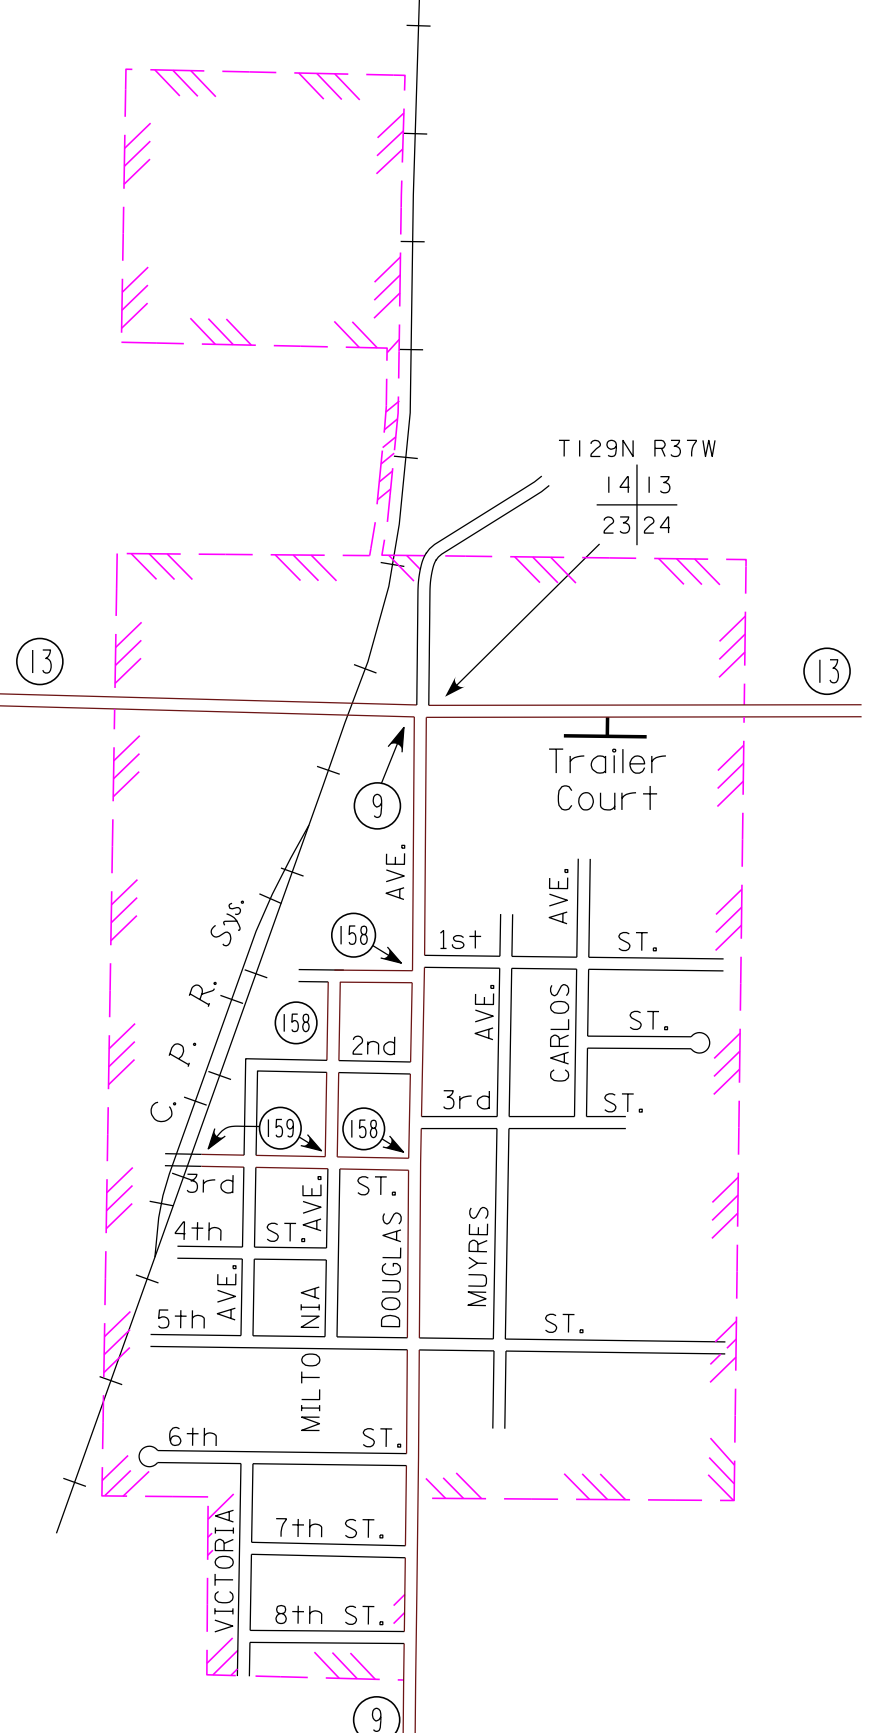 T129N R37W
14 13
23 24
13
13
Trailer
Court
9
AVE.
AVE.
Sys.
158
1st
ST.
R.
AVE.
CARLOS
158
2nd
ST.
P.
3rd
ST.
C.
159
158
3rd
AVE.
ST.
4th
ST.
DOUGLAS
MUYRES
AVE.
NIA
5th
ST.
MILTO
6th
ST.
VICTORIA
7th ST.
8th ST.
9